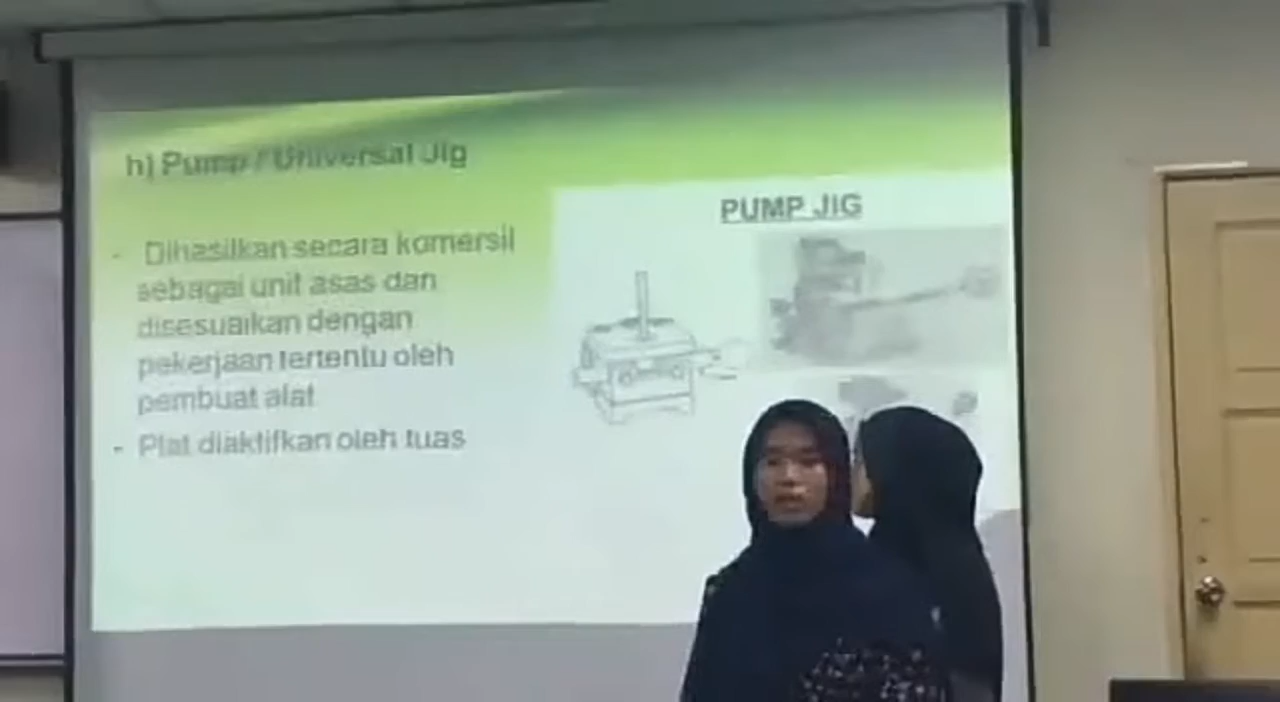 h) Pump / Universal Jig
PUMP JIG
- Dihasilkan secara komersil
sebagai unit asas dan
disesuaikan dengan
pekerjaan tertentu oleh
pembuat alat
- Plat diaktifkan oleh tuas